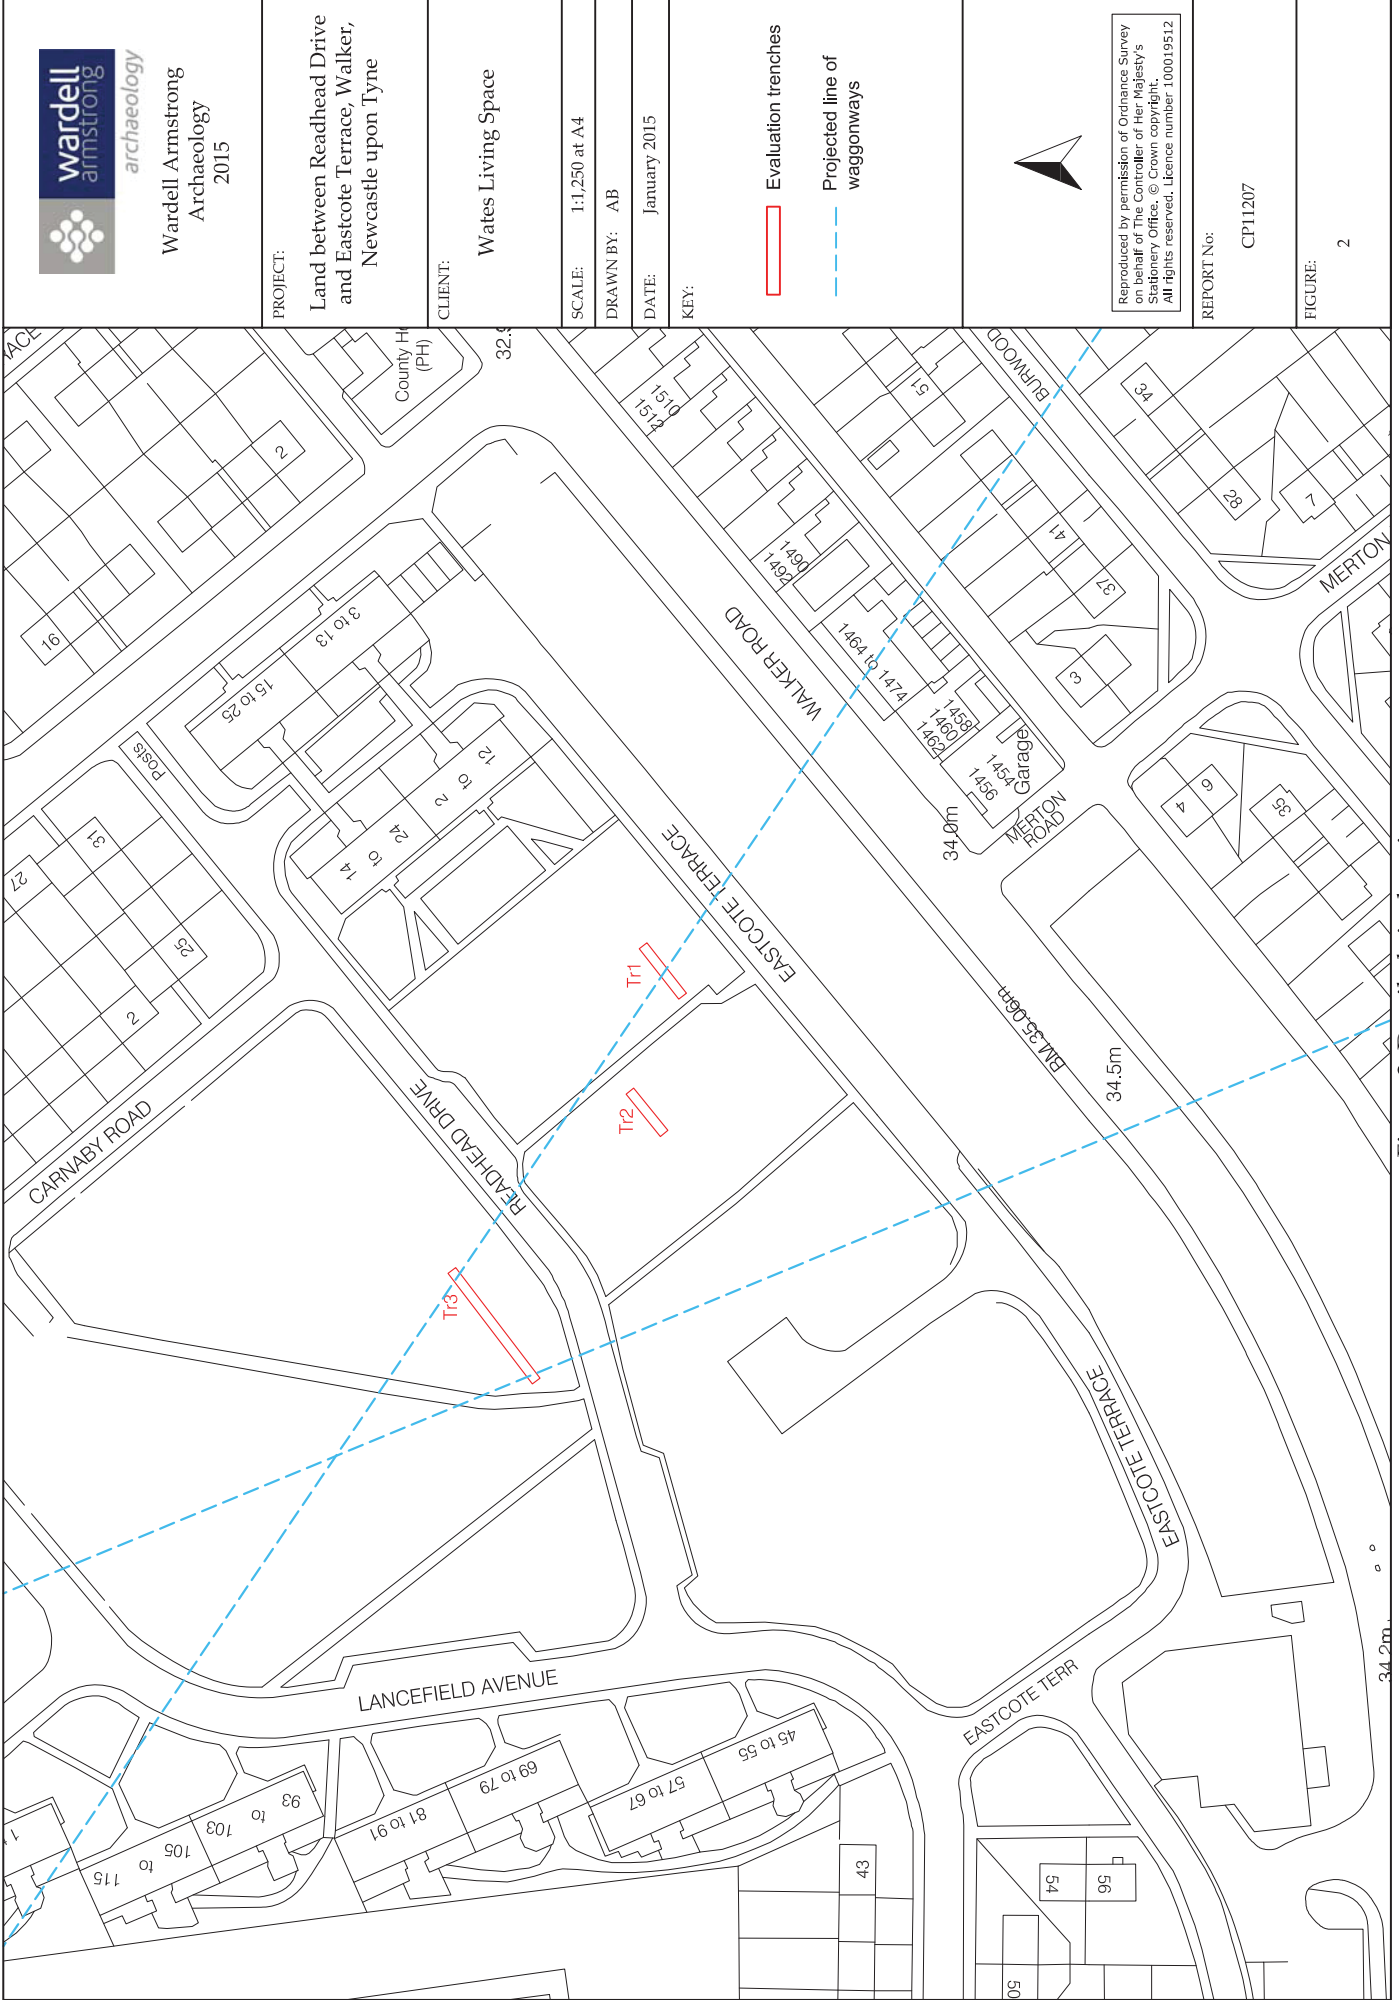 wardell
armstrong
archaeology
Wardell Armstrong
Archaeology
2015
PROJECT:
Land between Readhead Drive
and Eastcote Terrace, Walker,
Newcastle upon Tyne
CLIENT:
Wates Living Space
SCALE: 1:1,250 at A4
DRAWN BY: AB
DATE: January 2015
KEY:
Evaluation trenches
Projected line of
waggonways
Reproduced by permission of Ordnance Survey
on behalf of The Controller of Her Majesty's
Stationery Office. © Crown copyright.
All rights reserved. Licence number 100019512
REPORT No:
CP11207
FIGURE:
2
County
(PH)
2
16
3 to 13
15 to 25
Posts
2 to 12
14 to 24
31
27
25
2
CARNABY ROAD
READHEAD DRIVE
EASTCOTE TERRACE
WALKER ROAD
1510
1512
1490
1492
1464 to 1474
1458
1460
1462
1454
1456
Garage
MERTON
ROAD
34.0m
51
BURWOOD
34
28
7
41
37
3
MERTON
4
6
35
BM 35.06m
34.5m
Tr1
Tr2
Tr3
EASTCOTE TERRACE
EASTCOTE TERR
LANCEFIELD AVENUE
45 to 55
57 to 67
69 to 79
81 to 91
93 to 103
105 to 115
43
54
56
50
34.2m